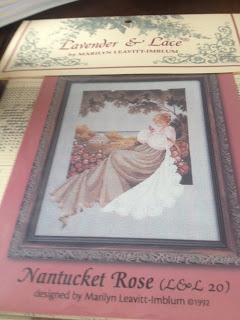 Lavender & Lace
by MARILYN LEAVITT-IMBLUM
Nantucket Rose (L&L 20)
designed by Marilyn Leavitt-Imblum ©1992